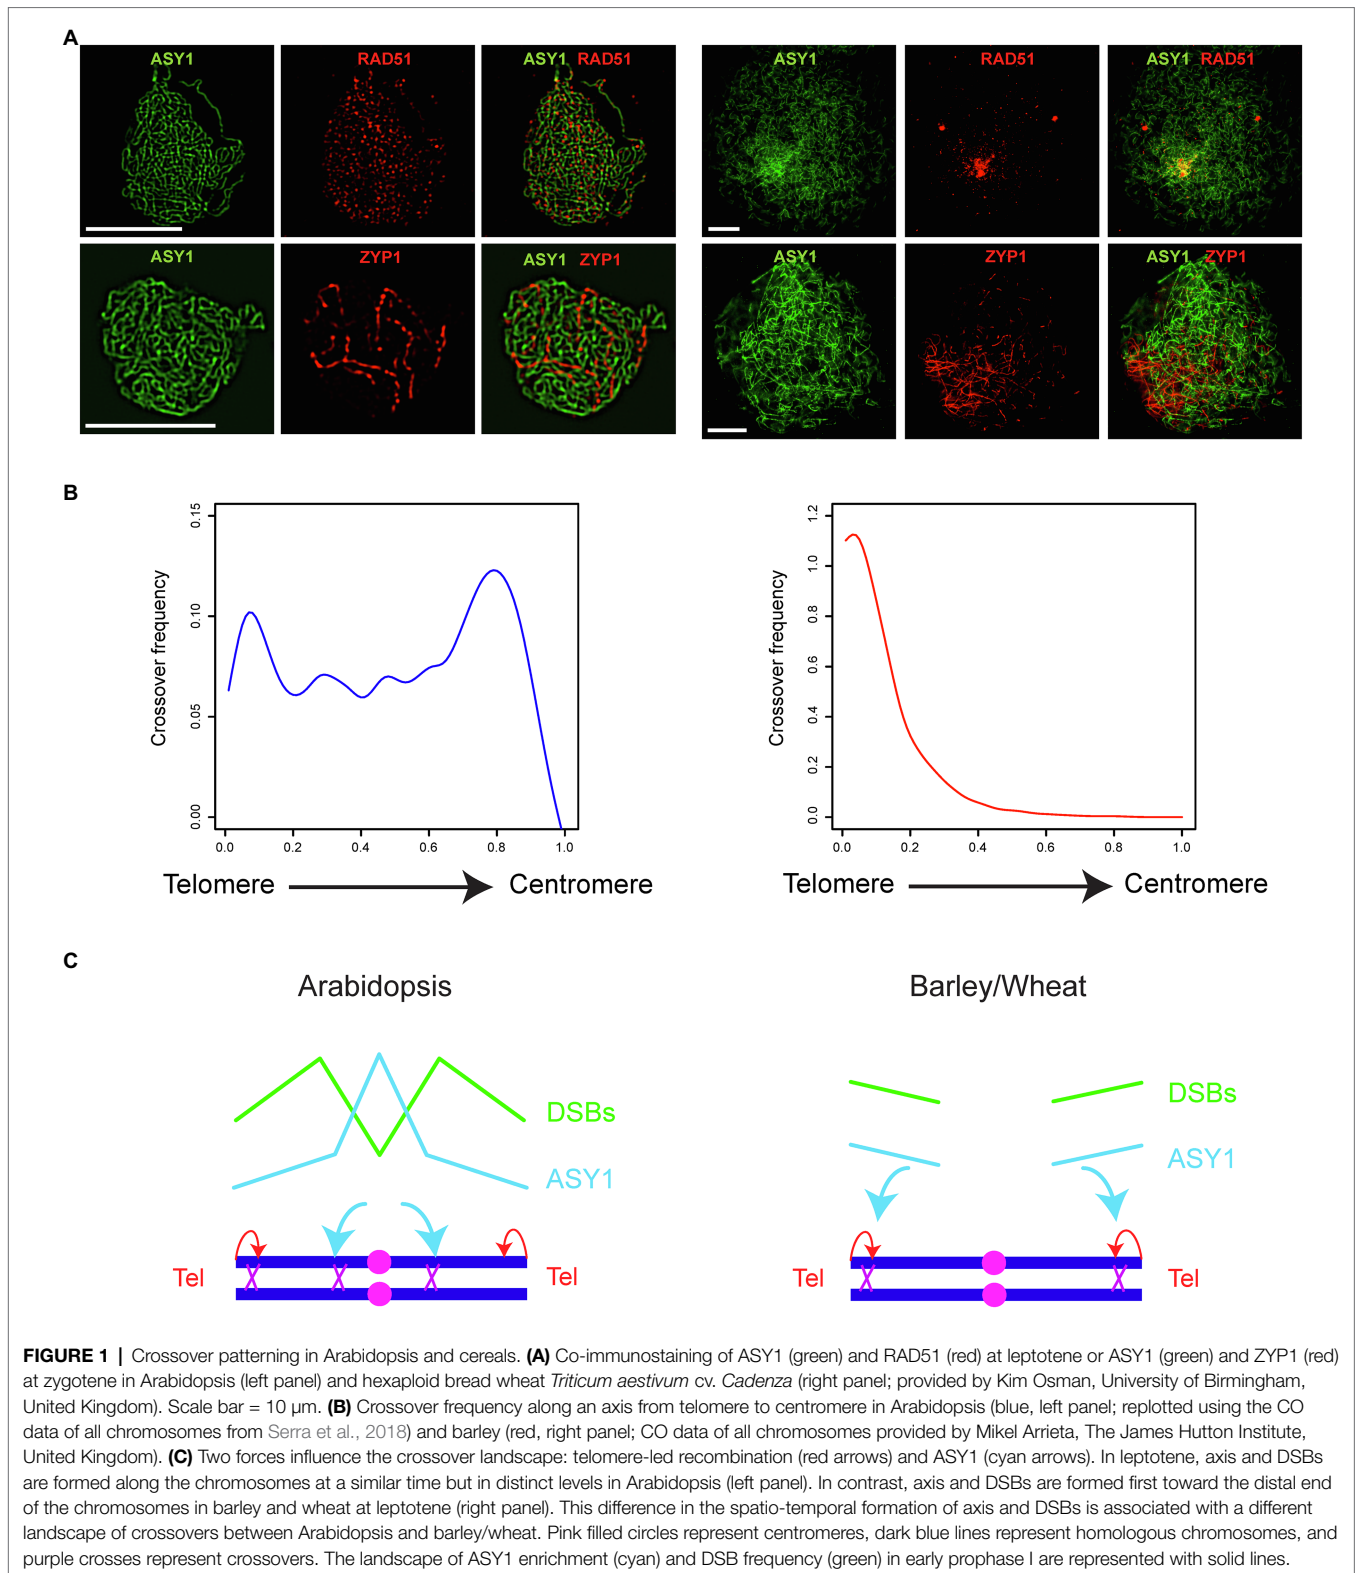 A
ASY1
RAD51
ASY1 RAD51
ASY1
RAD51
ASY1 RAD51
ASY1
ZYP1
ASY1 ZYP1
ASY1
ZYP1
ASY1 ZYP1
B
Crossover frequency
0.15
0.10
0.05
0.00
0.0 0.2 0.4 0.6 0.8 1.0
Telomere Centromere
Crossover frequency
1.2
1.0
0.8
0.6
0.4
0.2
0.0
0.0 0.2 0.4 0.6 0.8 1.0
Telomere Centromere
C
Arabidopsis
DSBs
ASY1
Tel
Tel
Barley/Wheat
DSBs
ASY1
Tel
Tel
FIGURE 1 | Crossover patterning in Arabidopsis and cereals. (A) Co-immunostaining of ASY1 (green) and RAD51 (red) at leptotene or ASY1 (green) and ZYP1 (red)
at zygotene in Arabidopsis (left panel) and hexaploid bread wheat Triticum aestivum cv. Cadenza (right panel; provided by Kim Osman, University of Birmingham,
United Kingdom). Scale bar = 10 μm. (B) Crossover frequency along an axis from telomere to centromere in Arabidopsis (blue, left panel; replotted using the CO
data of all chromosomes from Serra et al., 2018) and barley (red, right panel; CO data of all chromosomes provided by Mikel Arrieta, The James Hutton Institute,
United Kingdom). (C) Two forces influence the crossover landscape: telomere-led recombination (red arrows) and ASY1 (cyan arrows). In leptotene, axis and DSBs
are formed along the chromosomes at a similar time but in distinct levels in Arabidopsis (left panel). In contrast, axis and DSBs are formed first toward the distal end
of the chromosomes in barley and wheat at leptotene (right panel). This difference in the spatio-temporal formation of axis and DSBs is associated with a different
landscape of crossovers between Arabidopsis and barley/wheat. Pink filled circles represent centromeres, dark blue lines represent homologous chromosomes, and
purple crosses represent crossovers. The landscape of ASY1 enrichment (cyan) and DSB frequency (green) in early prophase I are represented with solid lines.